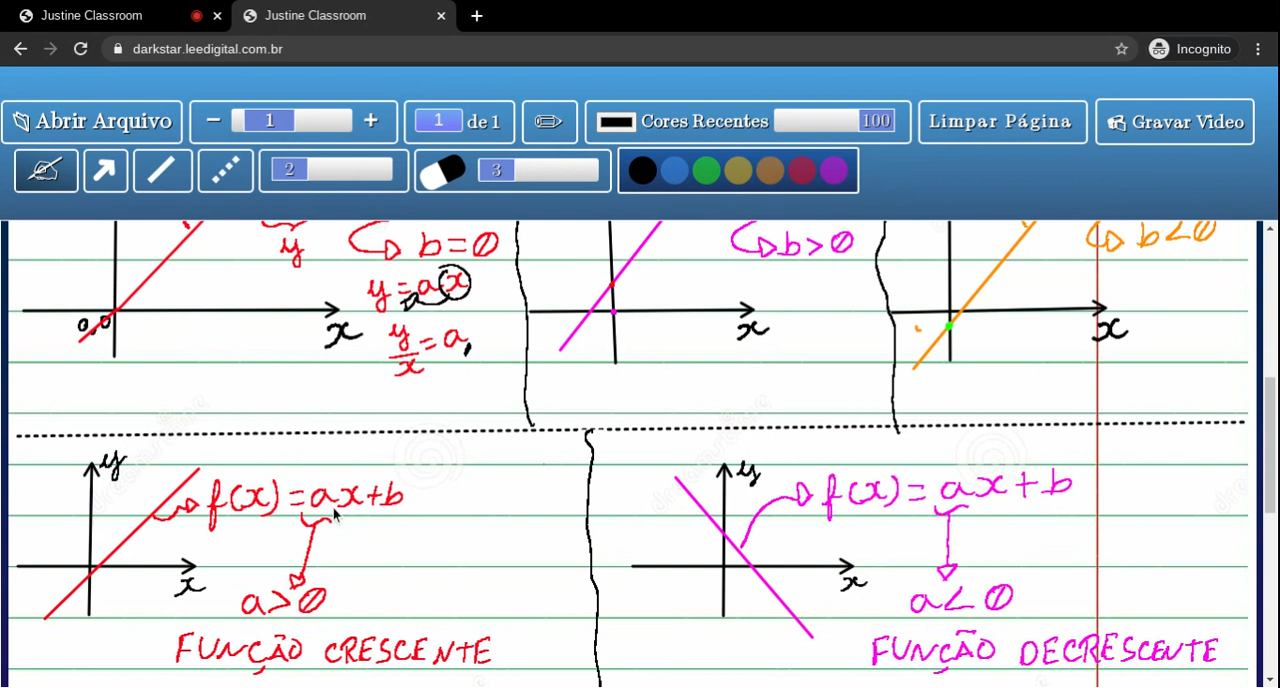 Justine Classroom
Justine Classroom
darkstar.leedigital.com.br
Incognito
Abrir Arquivo
− 1 +
1 de 1
Cores Recentes 100
Limpar Página
Gravar Video
2
3
y
b = 0
y = ax
y/x = a,
0,0
x
b > 0
x
b < 0
x
y
f(x) = ax + b
x
a > 0
FUNÇÃO CRESCENTE
y
f(x) = ax + b
x
a < 0
FUNÇÃO DECRESCENTE